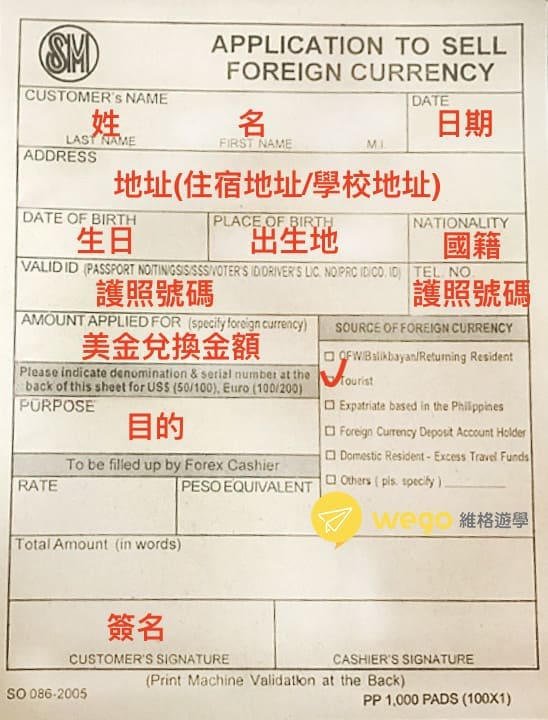 SM
APPLICATION TO SELL
FOREIGN CURRENCY
CUSTOMER's NAME
DATE
姓
名
日期
LAST NAME
FIRST NAME
M.I.
ADDRESS
地址(住宿地址/學校地址)
DATE OF BIRTH
PLACE OF BIRTH
NATIONALITY
生日
出生地
國籍
VALID ID (PASSPORT NO/TIN/GSIS/SSS/VOTER'S ID/DRIVER'S LIC. NO/PRC ID/CO. ID)
TEL. NO.
護照號碼
護照號碼
AMOUNT APPLIED FOR (specify foreign currency)
美金兌換金額
SOURCE OF FOREIGN CURRENCY
OFW/Balikbayan/Returning Resident
Tourist
Expatriate based in the Philippines
Foreign Currency Deposit Account Holder
Domestic Resident - Excess Travel Funds
Others ( pls. specify ) __________
Please indicate denomination & serial number at the
back of this sheet for US$ (50/100), Euro (100/200)
PURPOSE
目的
To be filled up by Forex Cashier
RATE
PESO EQUIVALENT
wego 維格遊學
Total Amount (in words)
簽名
CUSTOMER'S SIGNATURE
CASHIER'S SIGNATURE
(Print Machine Validation at the Back)
SO 086-2005
PP 1,000 PADS (100X1)